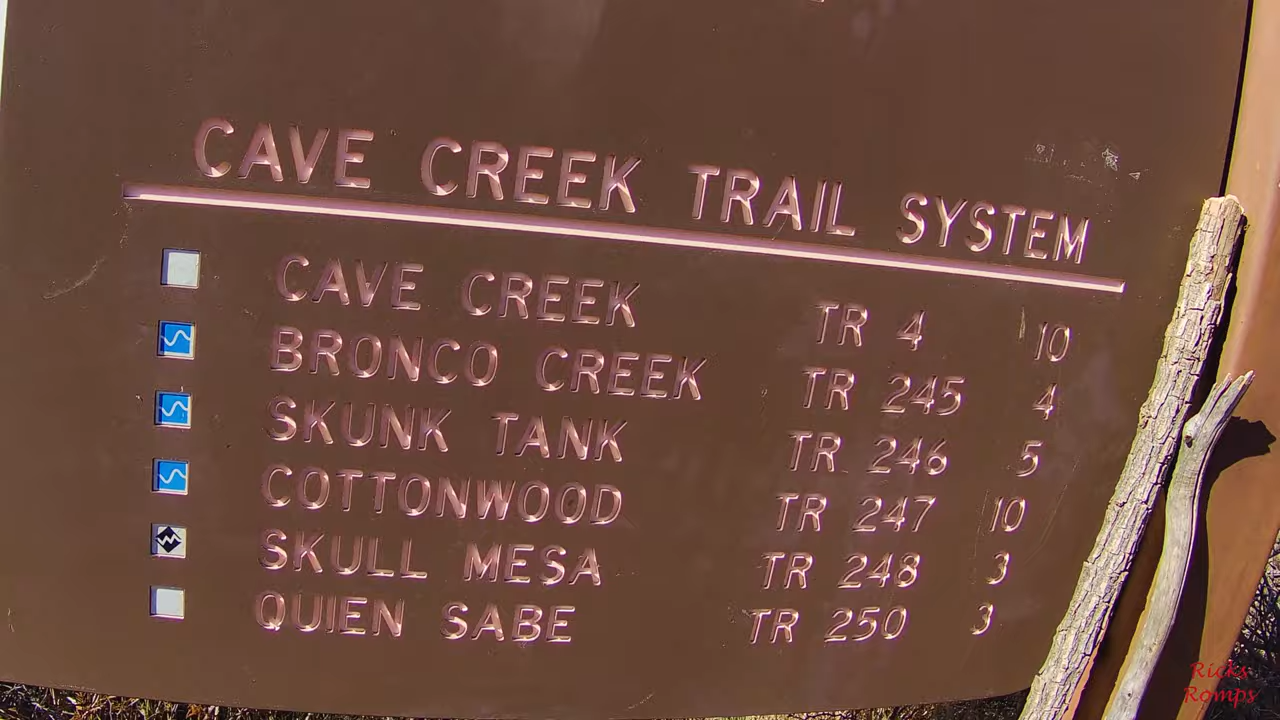 CAVE CREEK TRAIL SYSTEM
CAVE CREEK TR 4 10
BRONCO CREEK TR 245 4
SKUNK TANK TR 246 5
COTTONWOOD TR 247 10
SKULL MESA TR 248 3
QUIEN SABE TR 250 3
Ricks
Romps